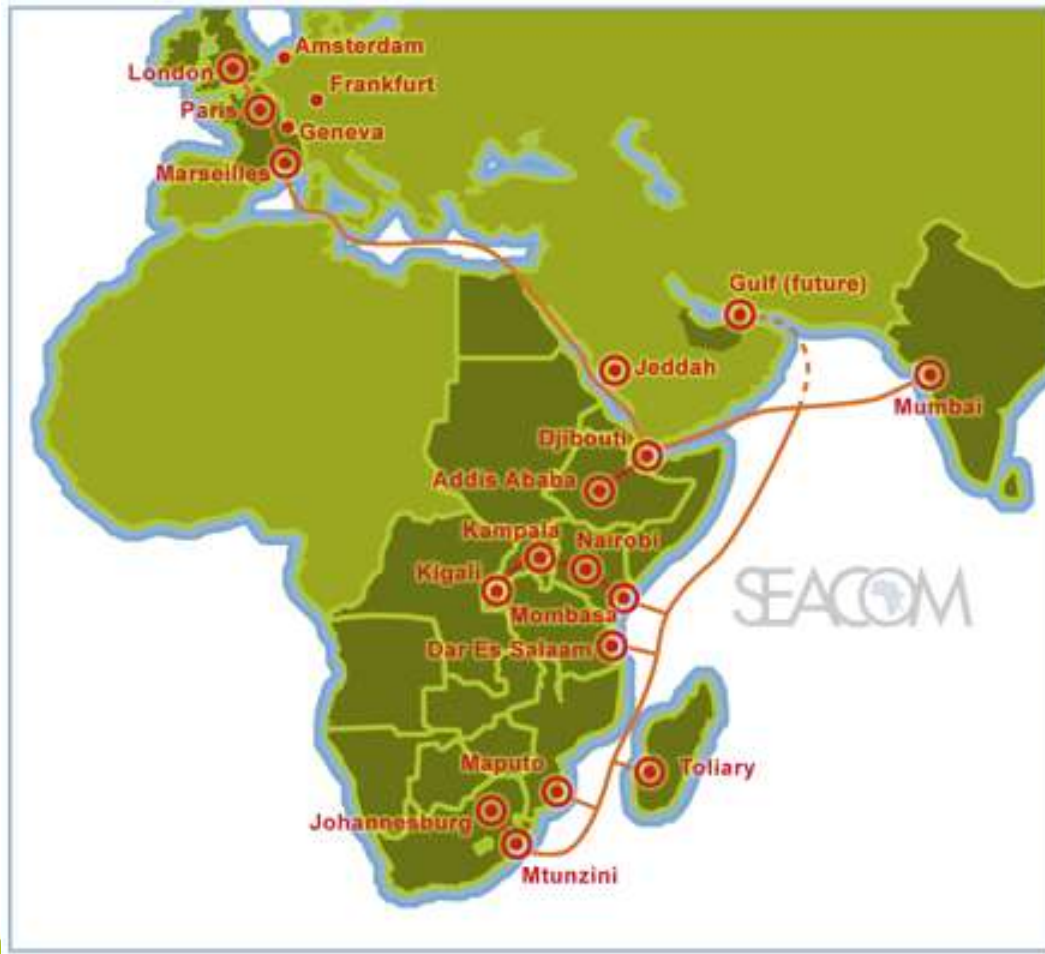 Amsterdam
London
Frankfurt
Paris
Geneva
Marseilles
Gulf (future)
Jeddah
Mumbai
Djibouti
Addis Ababa
Kampala
Nairobi
Kigali
Mombasa
SEACOM
Dar Es Salaam
Maputo
Toliary
Johannesburg
Mtunzini